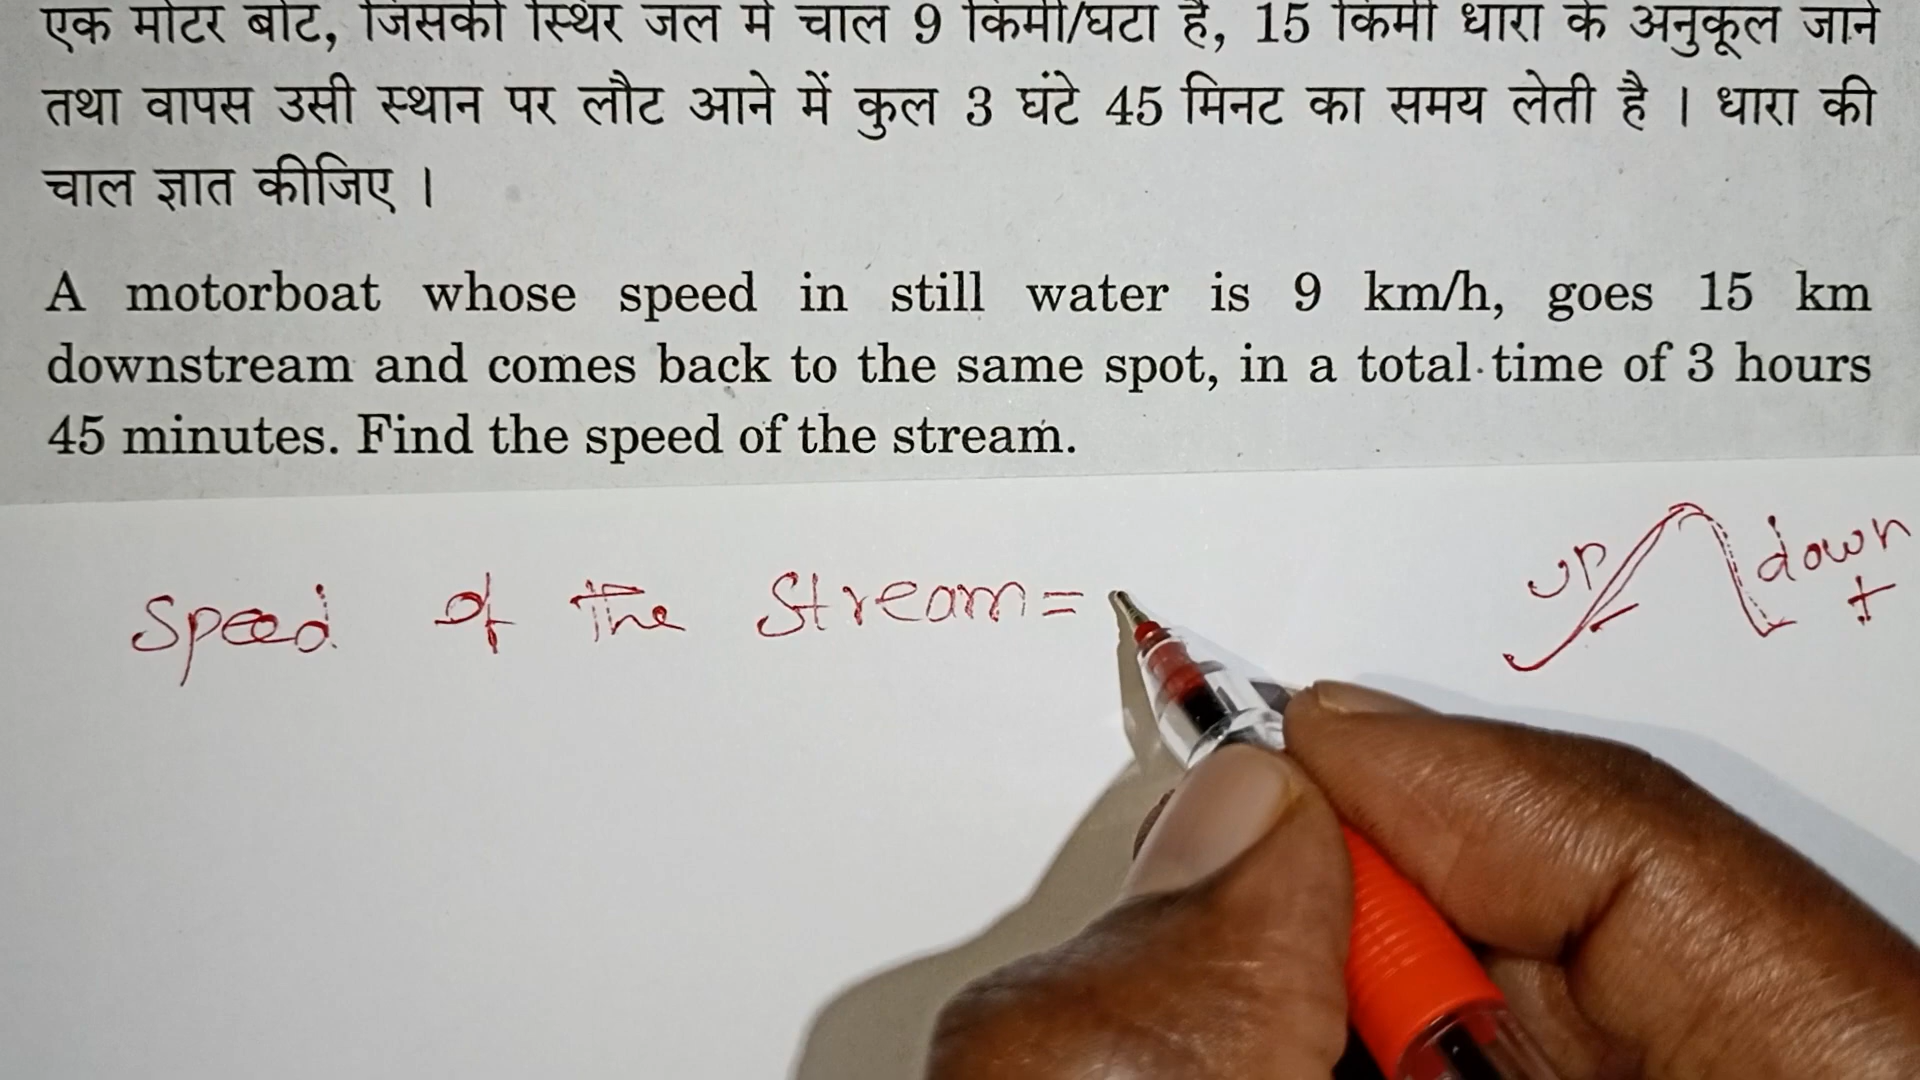 एक मोटर बोट, जिसकी स्थिर जल में चाल 9 किमी/घंटा है, 15 किमी धारा के अनुकूल जाने
तथा वापस उसी स्थान पर लौट आने में कुल 3 घंटे 45 मिनट का समय लेती है । धारा की
चाल ज्ञात कीजिए ।
A motorboat whose speed in still water is 9 km/h, goes 15 km
downstream and comes back to the same spot, in a total time of 3 hours
45 minutes. Find the speed of the stream.
up down
+
Speed of the Stream =